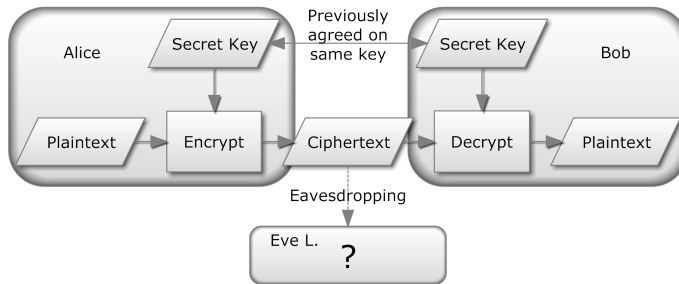 Alice
Secret Key
Previously
agreed on
same key
Secret Key
Bob
Plaintext
Encrypt
Ciphertext
Decrypt
Plaintext
Eavesdropping
Eve L.
?